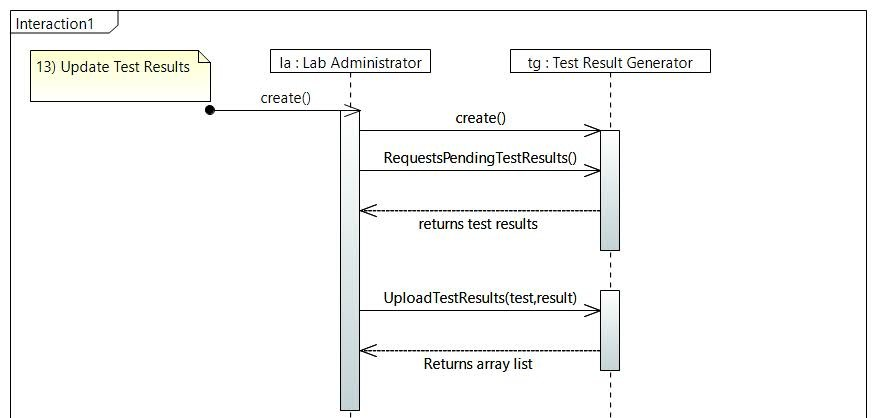 Interaction1
13) Update Test Results
la : Lab Administrator
tg : Test Result Generator
create()
create()
RequestsPendingTestResults()
returns test results
UploadTestResults(test,result)
Returns array list